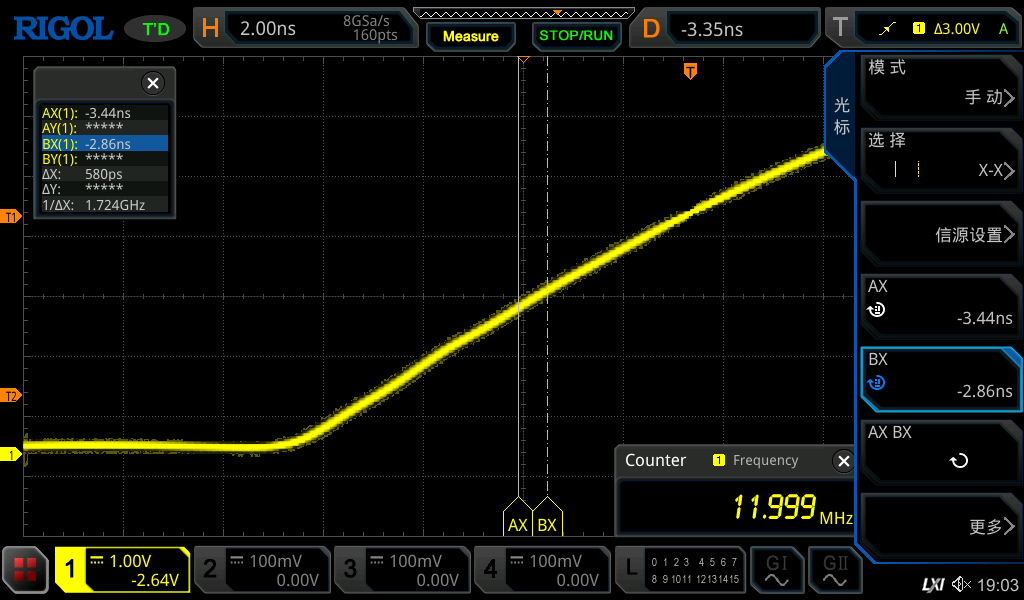 RIGOL T'D H 2.00ns 8GSa/s 160pts Measure STOP/RUN D -3.35ns T 1 Δ3.00V A
T
AX(1): -3.44ns
AY(1): *****
BX(1): -2.86ns
BY(1): *****
ΔX: 580ps
ΔY: *****
1/ΔX: 1.724GHz
T1
T2
1
AX BX
Counter 1 Frequency
11.999 MHz
光标
模式
手动
选择
X-X
信源设置
AX
-3.44ns
BX
-2.86ns
AX BX
更多
1 1.00V -2.64V
2 100mV 0.00V
3 100mV 0.00V
4 100mV 0.00V
L 0 1 2 3 4 5 6 7
8 9 10 11 12 13 14 15
GI
GII
LXI 19:03